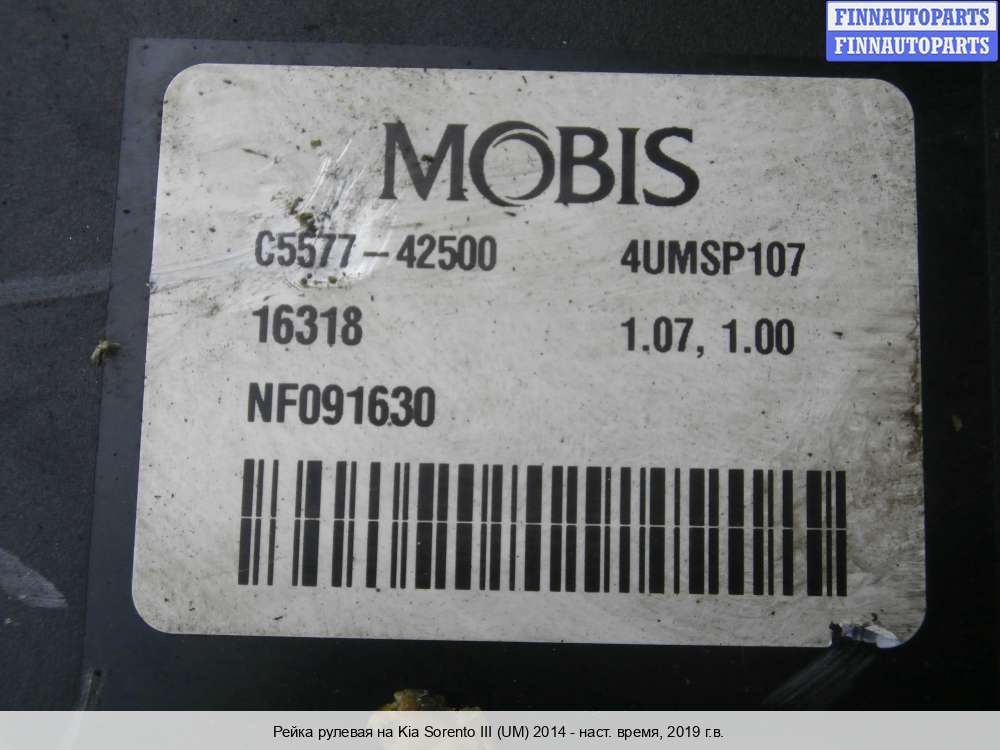 FINNAUTOPARTS
FINNAUTOPARTS
MOBIS
C5577-42500 4UMSP107
16318 1.07, 1.00
NF091630
Рейка рулевая на Kia Sorento III (UM) 2014 - наст. время, 2019 г.в.